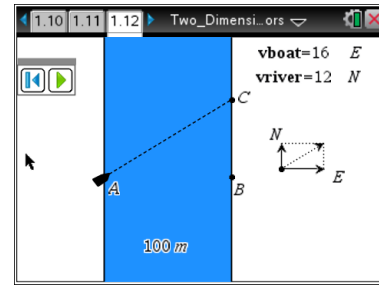 1.10 1.11 1.12 Two_Dimensi...ors
vboat=16 E
vriver=12 N
C
N
E
A
B
100 m